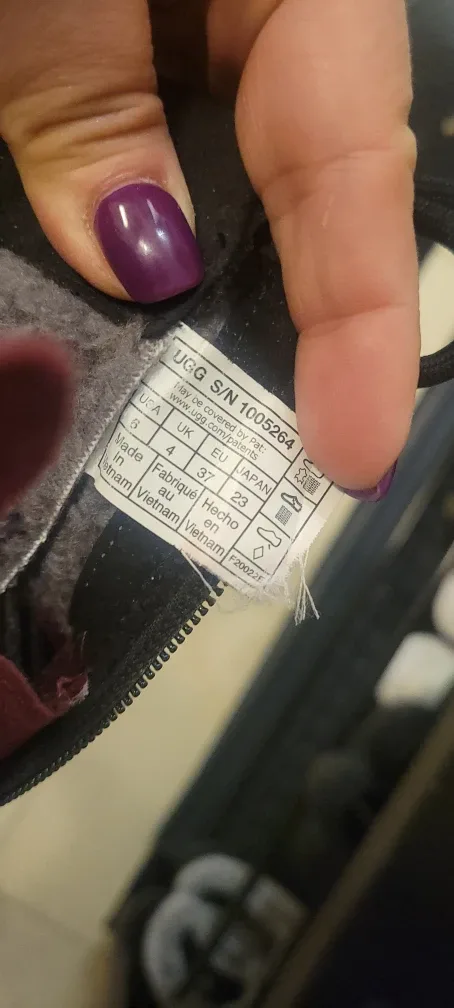 UGG S/N 1005264
May be covered by Pat:
www.ugg.com/patents
USA UK EU JAPAN
6 4 37 23
Made Fabriqué Hecho
in au en
Vietnam Vietnam
F20022F